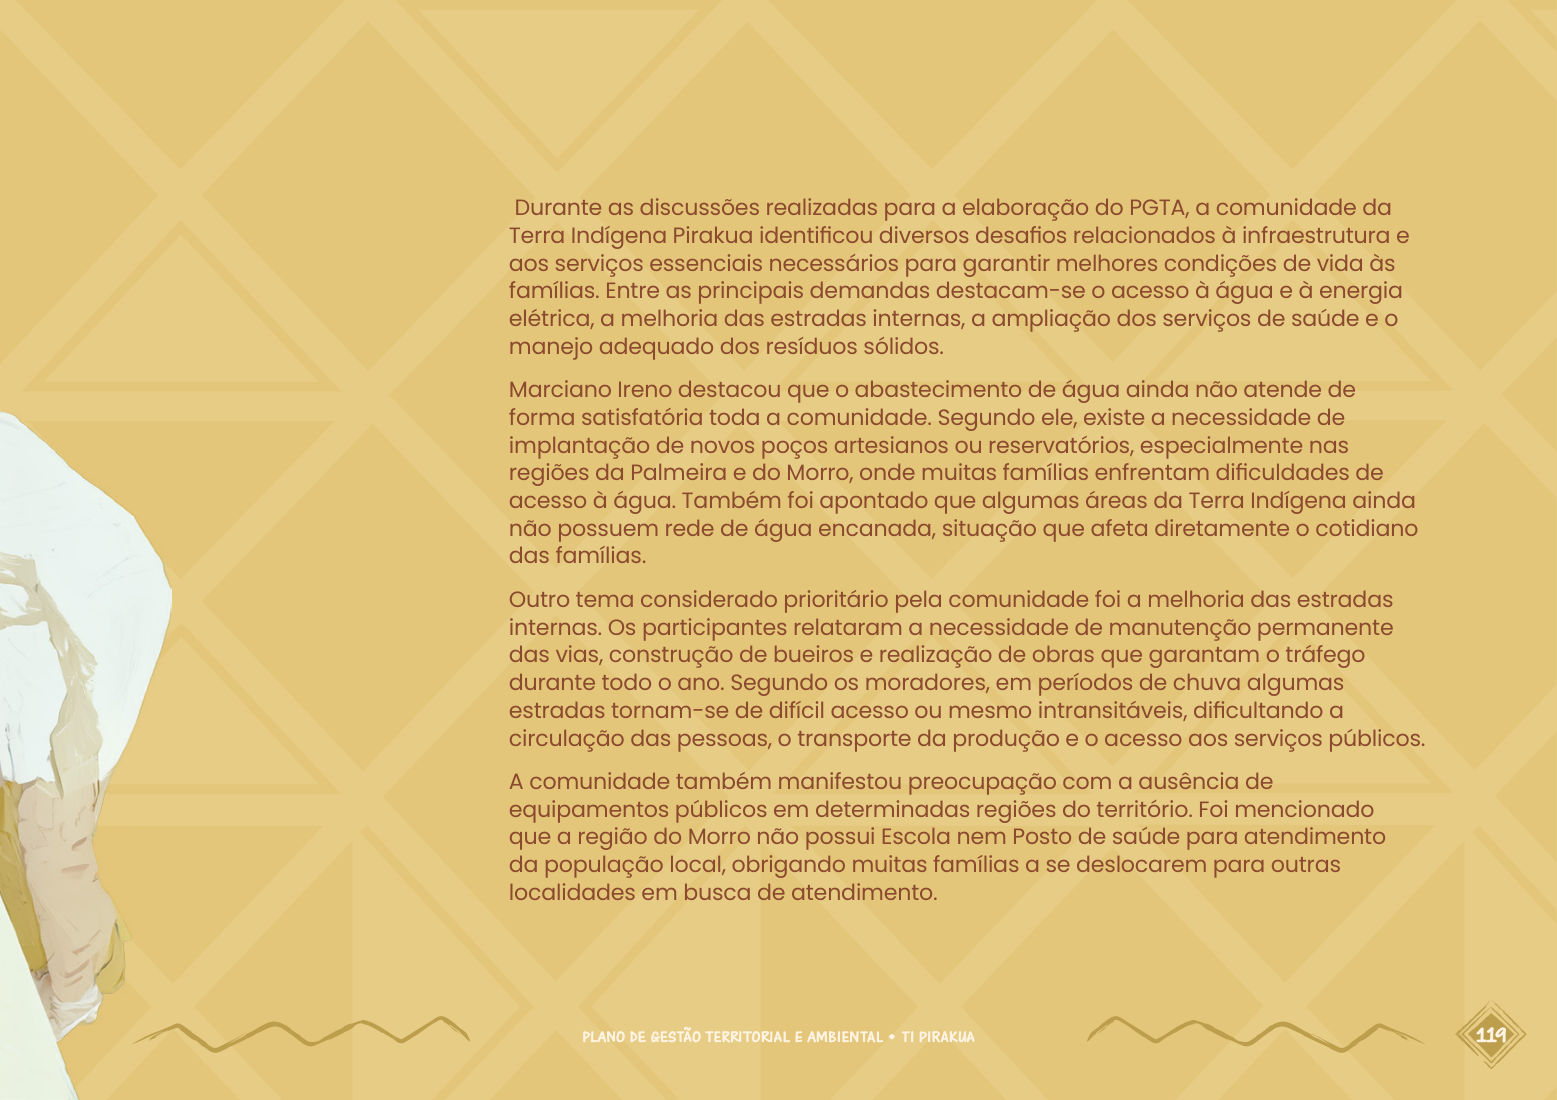 Durante as discussões realizadas para a elaboração do PGTA, a comunidade da
Terra Indígena Pirakua identificou diversos desafios relacionados à infraestrutura e
aos serviços essenciais necessários para garantir melhores condições de vida às
famílias. Entre as principais demandas destacam-se o acesso à água e à energia
elétrica, a melhoria das estradas internas, a ampliação dos serviços de saúde e o
manejo adequado dos resíduos sólidos.
Marciano Ireno destacou que o abastecimento de água ainda não atende de
forma satisfatória toda a comunidade. Segundo ele, existe a necessidade de
implantação de novos poços artesianos ou reservatórios, especialmente nas
regiões da Palmeira e do Morro, onde muitas famílias enfrentam dificuldades de
acesso à água. Também foi apontado que algumas áreas da Terra Indígena ainda
não possuem rede de água encanada, situação que afeta diretamente o cotidiano
das famílias.
Outro tema considerado prioritário pela comunidade foi a melhoria das estradas
internas. Os participantes relataram a necessidade de manutenção permanente
das vias, construção de bueiros e realização de obras que garantam o tráfego
durante todo o ano. Segundo os moradores, em períodos de chuva algumas
estradas tornam-se de difícil acesso ou mesmo intransitáveis, dificultando a
circulação das pessoas, o transporte da produção e o acesso aos serviços públicos.
A comunidade também manifestou preocupação com a ausência de
equipamentos públicos em determinadas regiões do território. Foi mencionado
que a região do Morro não possui Escola nem Posto de saúde para atendimento
da população local, obrigando muitas famílias a se deslocarem para outras
localidades em busca de atendimento.
PLANO DE GESTÃO TERRITORIAL E AMBIENTAL • TI PIRAKUA
119